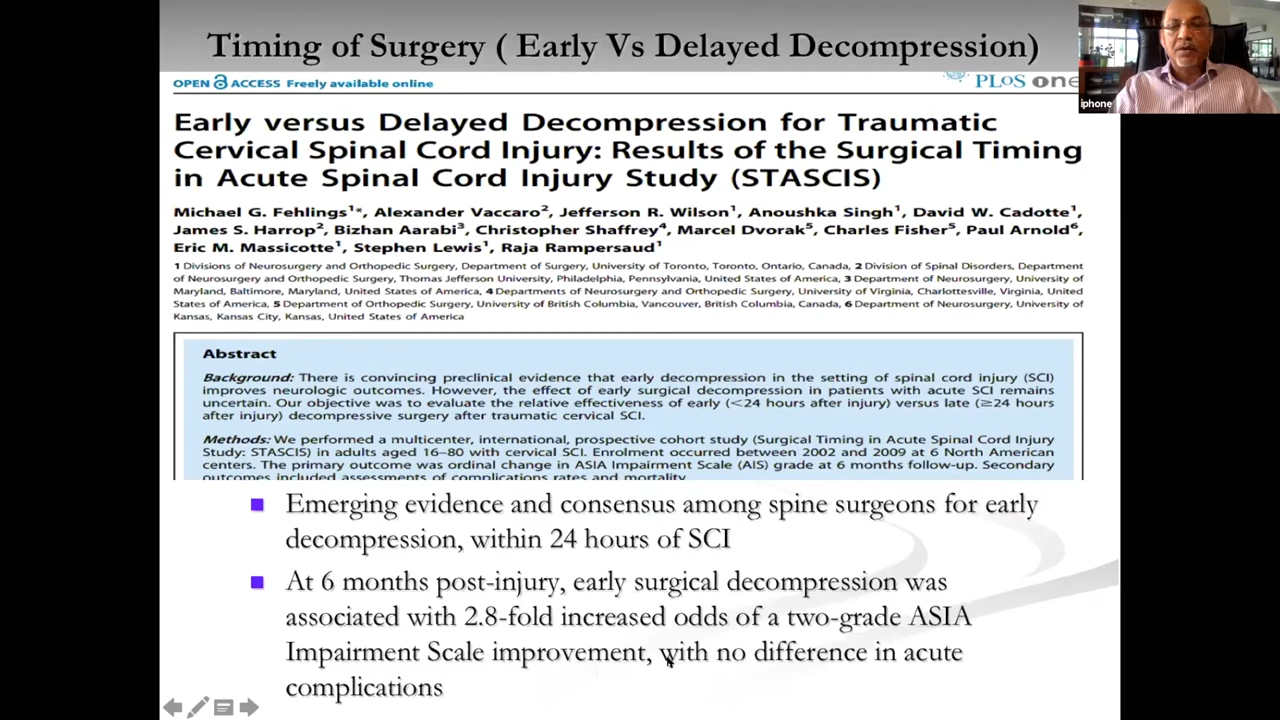 Timing of Surgery ( Early Vs Delayed Decompression)
OPEN ACCESS Freely available online
PLoS one
iphone
Early versus Delayed Decompression for Traumatic
Cervical Spinal Cord Injury: Results of the Surgical Timing
in Acute Spinal Cord Injury Study (STASCIS)
Michael G. Fehlings1*, Alexander Vaccaro2, Jefferson R. Wilson1, Anoushka Singh1, David W. Cadotte1,
James S. Harrop2, Bizhan Aarabi3, Christopher Shaffrey4, Marcel Dvorak5, Charles Fisher5, Paul Arnold6,
Eric M. Massicotte1, Stephen Lewis1, Raja Rampersaud1
1 Divisions of Neurosurgery and Orthopedic Surgery, Department of Surgery, University of Toronto, Toronto, Ontario, Canada, 2 Division of Spinal Disorders, Department
of Neurosurgery and Orthopedic Surgery, Thomas Jefferson University, Philadelphia, Pennsylvania, United States of America, 3 Department of Neurosurgery, University of
Maryland, Baltimore, Maryland, United States of America, 4 Departments of Neurosurgery and Orthopedic Surgery, University of Virginia, Charlottesville, Virginia, United
States of America, 5 Department of Orthopedic Surgery, University of British Columbia, Vancouver, British Columbia, Canada, 6 Department of Neurosurgery, University of
Kansas, Kansas City, Kansas, United States of America
Abstract
Background: There is convincing preclinical evidence that early decompression in the setting of spinal cord injury (SCI)
improves neurologic outcomes. However, the effect of early surgical decompression in patients with acute SCI remains
uncertain. Our objective was to evaluate the relative effectiveness of early (<24 hours after injury) versus late (≥24 hours
after injury) decompressive surgery after traumatic cervical SCI.
Methods: We performed a multicenter, international, prospective cohort study (Surgical Timing in Acute Spinal Cord Injury
Study: STASCIS) in adults aged 16–80 with cervical SCI. Enrolment occurred between 2002 and 2009 at 6 North American
centers. The primary outcome was ordinal change in ASIA Impairment Scale (AIS) grade at 6 months follow-up. Secondary
outcomes included assessments of complications rates and mortality.
Emerging evidence and consensus among spine surgeons for early
decompression, within 24 hours of SCI
At 6 months post-injury, early surgical decompression was
associated with 2.8-fold increased odds of a two-grade ASIA
Impairment Scale improvement, with no difference in acute
complications